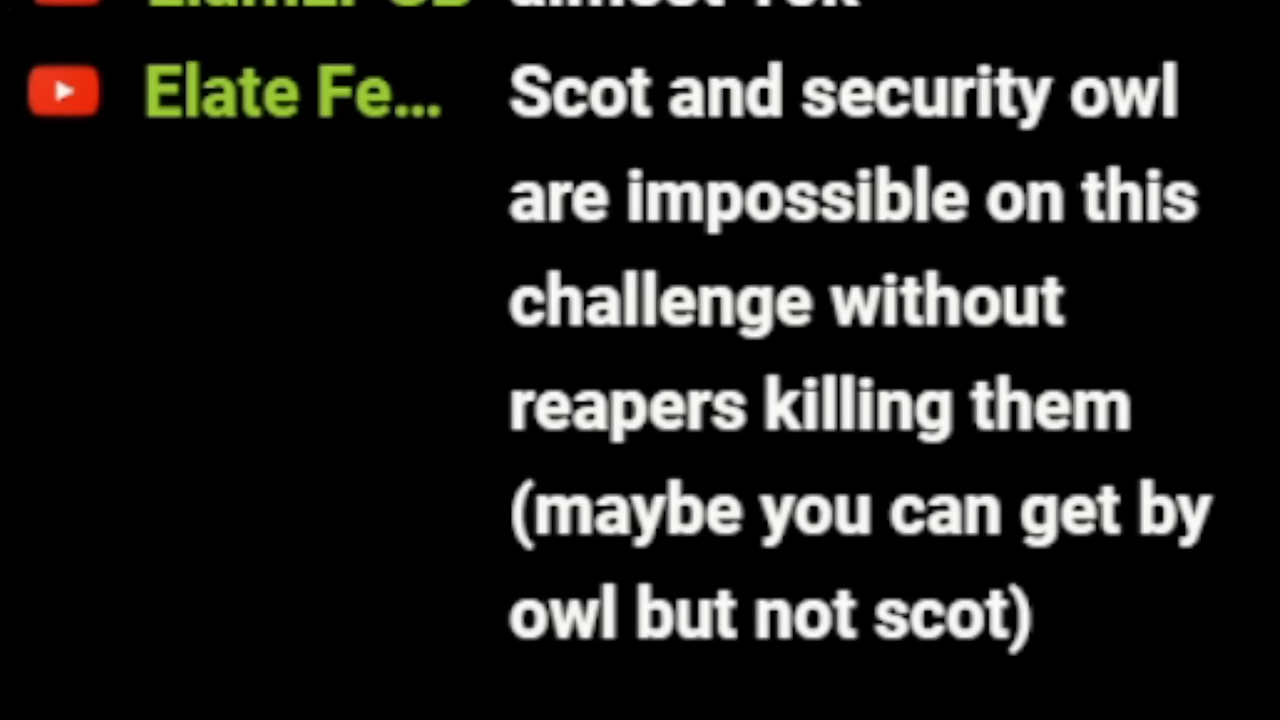 Elate Fe... Scot and security owl
are impossible on this
challenge without
reapers killing them
(maybe you can get by
owl but not scot)